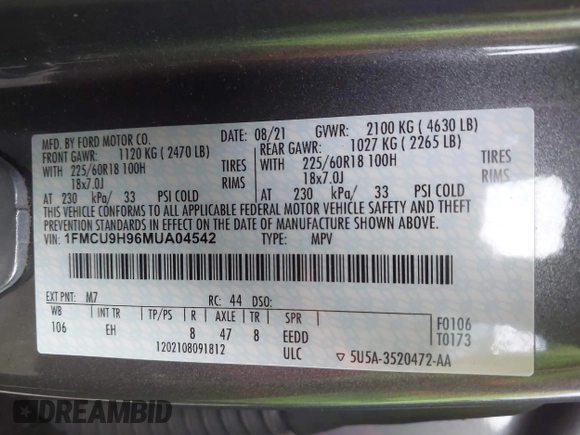 MFD. BY FORD MOTOR CO.
DATE: 08/21 GVWR: 2100 KG ( 4630 LB)
FRONT GAWR: 1120 KG ( 2470 LB)
REAR GAWR: 1027 KG ( 2265 LB)
WITH 225/60R18 100H TIRES
WITH 225/60R18 100H TIRES
18x7.0J RIMS
18x7.0J RIMS
AT 230 kPa/ 33 PSI COLD
AT 230 kPa/ 33 PSI COLD
THIS VEHICLE CONFORMS TO ALL APPLICABLE FEDERAL MOTOR VEHICLE SAFETY AND THEFT
PREVENTION STANDARDS IN EFFECT ON THE DATE OF MANUFACTURE SHOWN ABOVE.
VIN: 1FMCU9H96MUA04542 TYPE: MPV
EXT PNT: M7 RC: 44 DSO:
WB INT TR TP/PS R AXLE TR SPR
106 EH 8 47 8 EEDD
F0106
T0173
1202108091812 ULC
5U5A-3520472-AA
DREAMBID